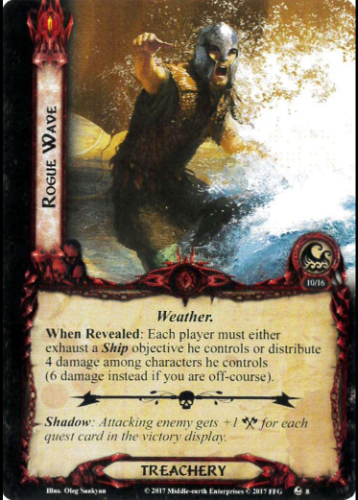 ROGUE WAVE
10/16
Weather.
When Revealed: Each player must either
exhaust a Ship objective he controls or distribute
4 damage among characters he controls
(6 damage instead if you are off-course).
Shadow: Attacking enemy gets +1 for each
quest card in the victory display.
TREACHERY
Illus. Oleg Saakyan
© 2017 Middle-earth Enterprises © 2017 FFG
8